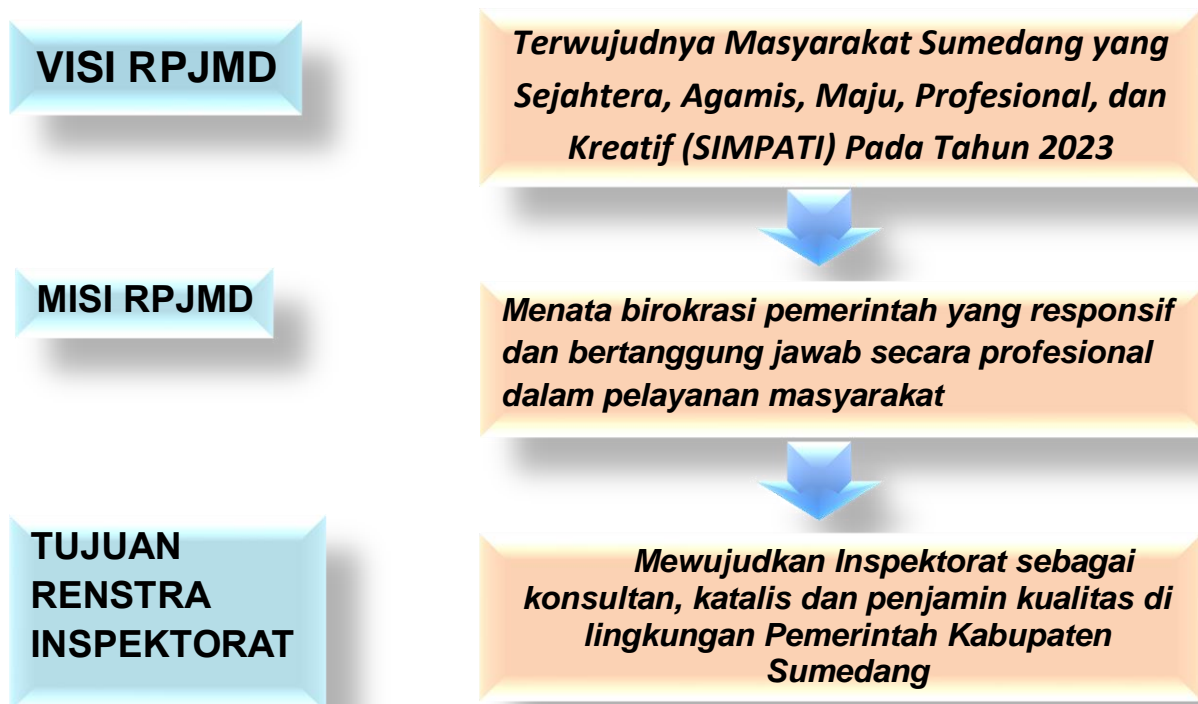 VISI RPJMD
Terwujudnya Masyarakat Sumedang yang
Sejahtera, Agamis, Maju, Profesional, dan
Kreatif (SIMPATI) Pada Tahun 2023
MISI RPJMD
Menata birokrasi pemerintah yang responsif
dan bertanggung jawab secara profesional
dalam pelayanan masyarakat
TUJUAN
RENSTRA
INSPEKTORAT
Mewujudkan Inspektorat sebagai
konsultan, katalis dan penjamin kualitas di
lingkungan Pemerintah Kabupaten
Sumedang